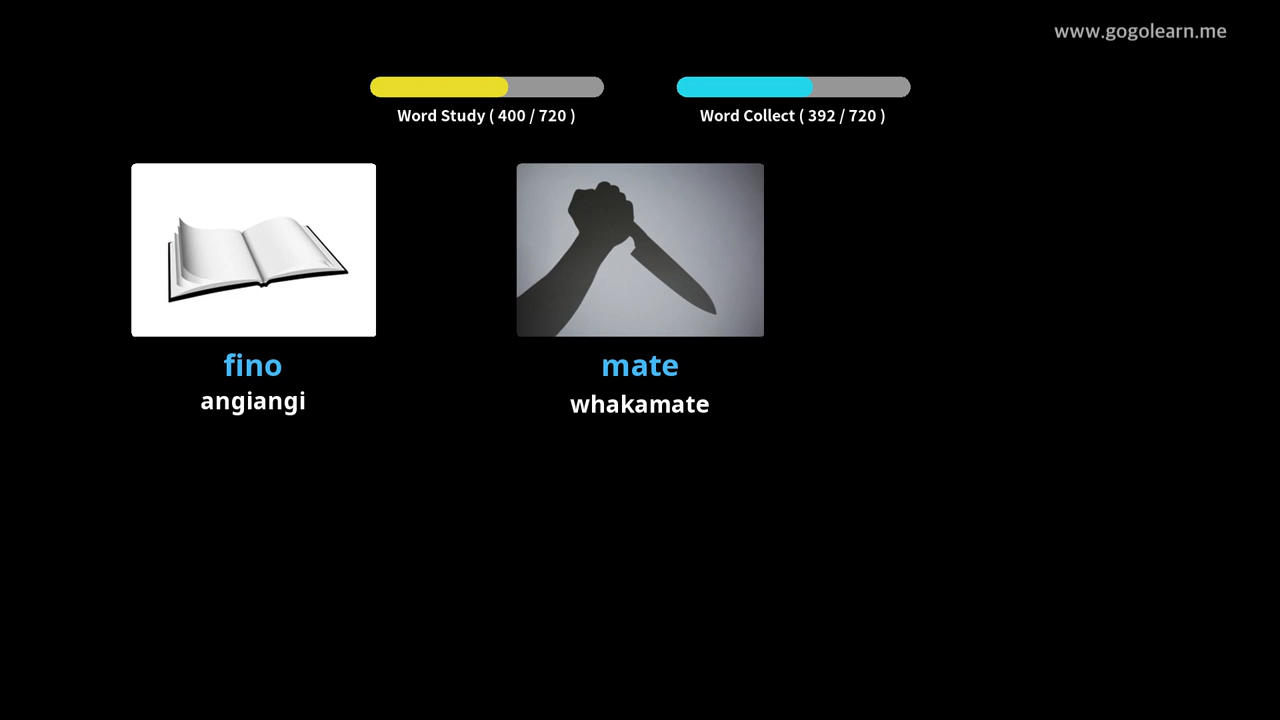 www.gogolearn.me
Word Study ( 400 / 720 )
Word Collect ( 392 / 720 )
fino
angiangi
mate
whakamate